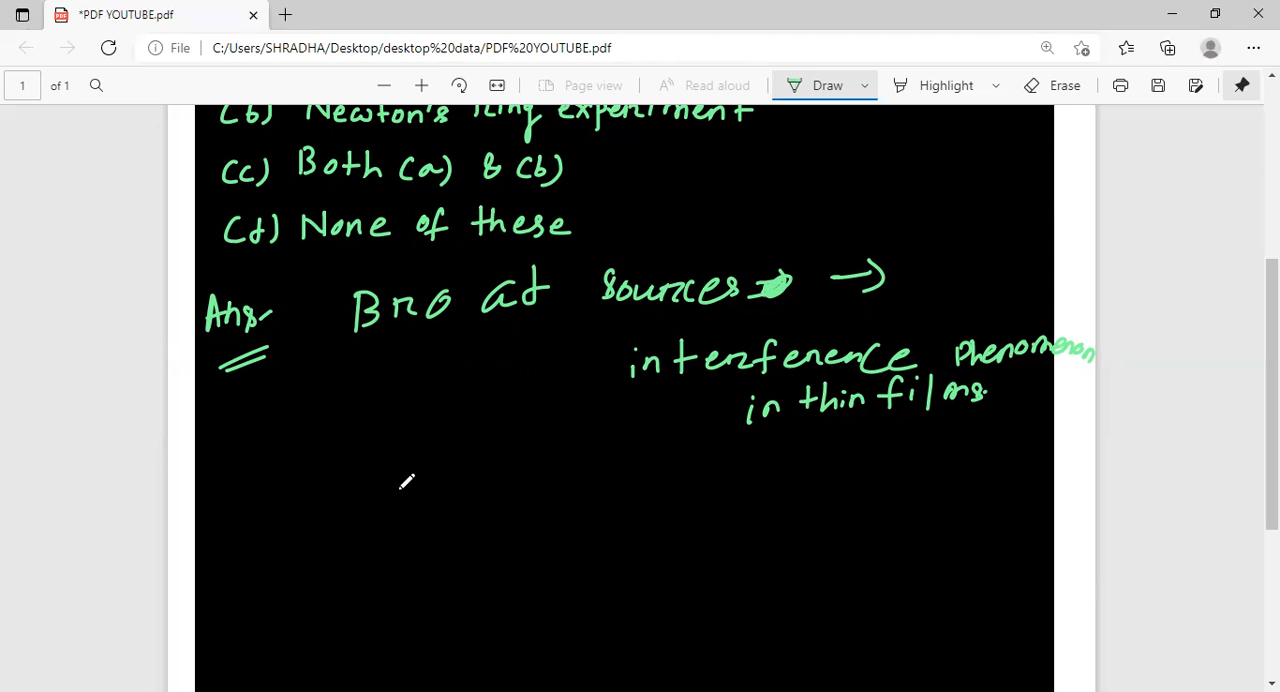 *PDF YOUTUBE.pdf
File C:/Users/SHRADHA/Desktop/desktop%20data/PDF%20YOUTUBE.pdf
1 of 1 Page view Read aloud Draw Highlight Erase
(b) Newton's Ring experiment
(c) Both (a) & (b)
(d) None of these
Ans- Broad sources →
interference Phenomenon
in thin films.